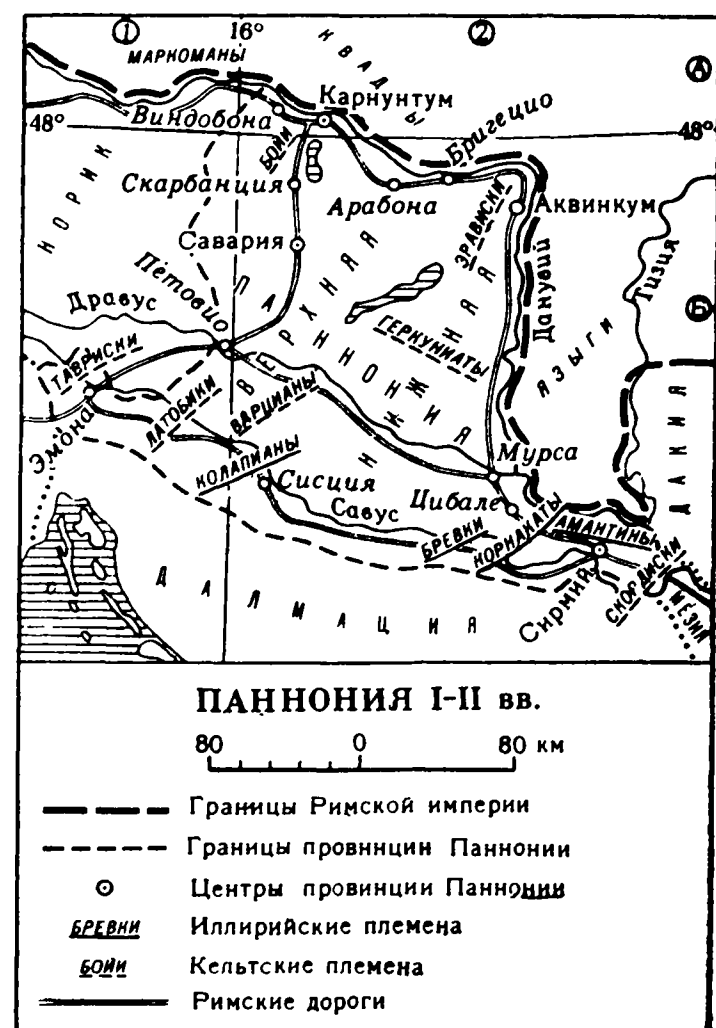 ① 16° ②
КВАДЫ
МАРКОМАНЫ
Ⓐ
Карнунтум
Виндобона
48° 48°
БОЙИ
Бригецио
НОРИК
Скарбанция
Арабона
ЭРАВИСКИ
Аквинкум
Савария
Данувий
Тизия
Петовио
Дравус
Ⓑ
ВЕРХНЯЯ
ПАННОНИЯ
НИЖНЯЯ
ГЕРКУНИАТЫ
ЯЗЫГИ
ТАВРИСКИ
ЛАТОБИКИ
ВАРЦИАНЫ
ДАКИЯ
Эмона
КОЛАПИАНЫ
Мурса
Сисция
Цибале
Савус
БРЕВКИ
КОРНАКАТЫ
АМАНТИНЫ
Сирмий
СКОРДИСКИ
МЕЗИЯ
ДАЛМАЦИЯ
ПАННОНИЯ I-II вв.
80 0 80 км
Границы Римской империи
Границы провинции Паннонии
Центры провинции Паннонии
БРЕВКИ Иллирийские племена
БОЙИ Кельтские племена
Римские дороги